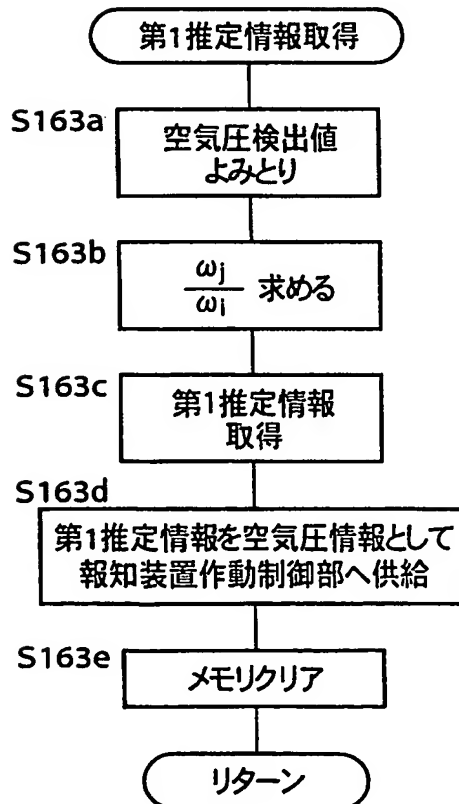 第1推定情報取得
S163a
空気圧検出値
よみとり
S163b
ωj
ωi
求める
S163c
第1推定情報
取得
S163d
第1推定情報を空気圧情報として
報知装置作動制御部へ供給
S163e
メモリクリア
リターン